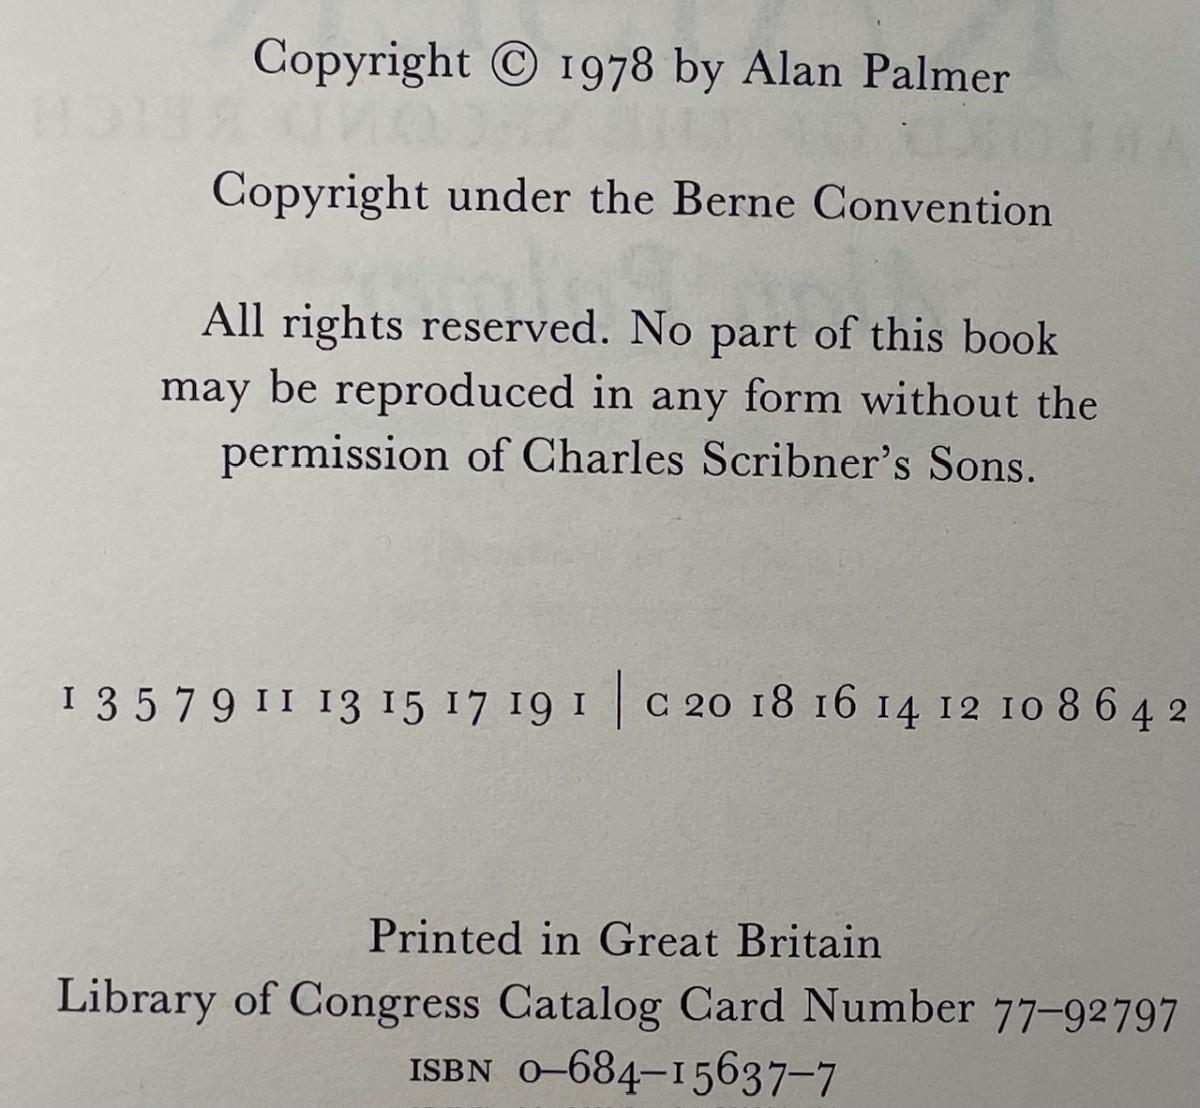 Copyright © 1978 by Alan Palmer
Copyright under the Berne Convention
All rights reserved. No part of this book
may be reproduced in any form without the
permission of Charles Scribner's Sons.
1 3 5 7 9 11 13 15 17 19 1 | C 20 18 16 14 12 10 8 6 4 2
Printed in Great Britain
Library of Congress Catalog Card Number 77–92797
ISBN 0–684–15637–7